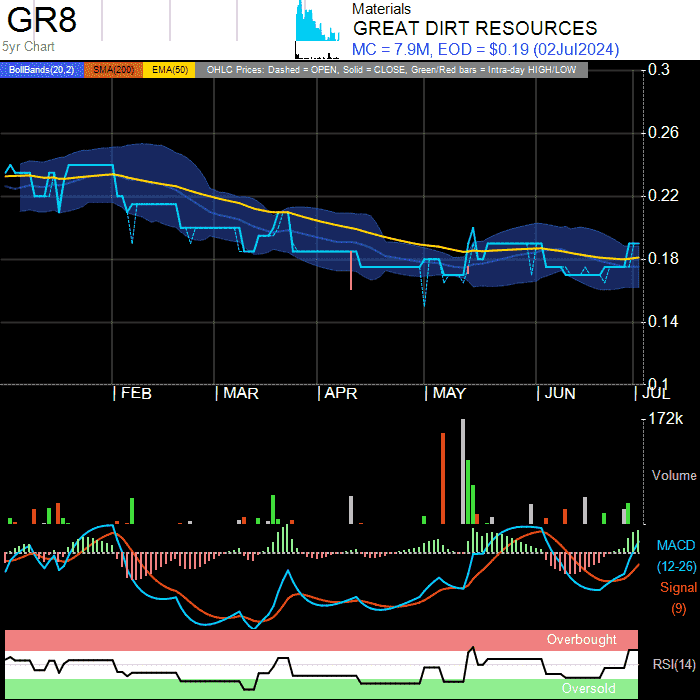 GR8
5yr Chart
Materials
GREAT DIRT RESOURCES
MC = 7.9M, EOD = $0.19 (02Jul2024)
BollBands(20,2) SMA(200) EMA(50) OHLC Prices: Dashed = OPEN, Solid = CLOSE, Green/Red bars = Intra-day HIGH/LOW
0.3
0.26
0.22
0.18
0.14
0.1
FEB MAR APR MAY JUN JUL
172k
Volume
MACD
(12-26)
Signal
(9)
Overbought
RSI(14)
Oversold